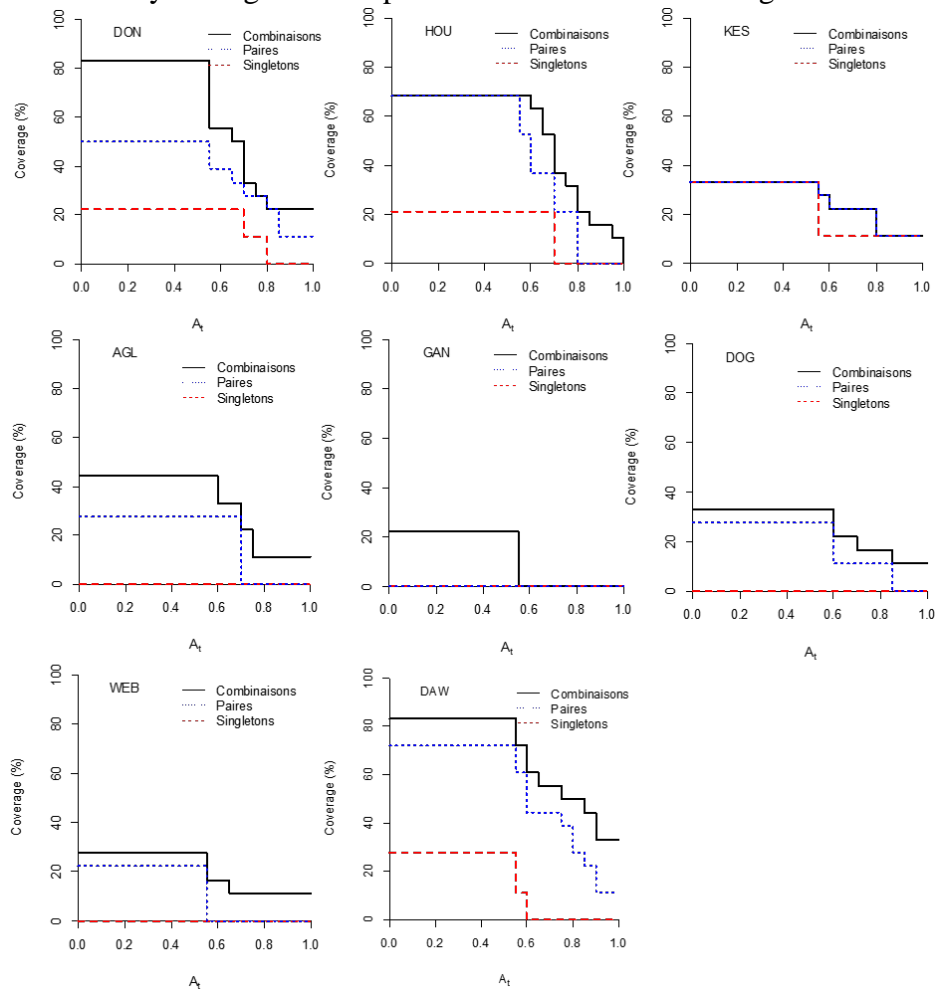 DON
Combinaisons
Paires
Singletons
Coverage (%)
0 20 40 60 80 100
0.0 0.2 0.4 0.6 0.8 1.0
At
HOU
Combinaisons
Paires
Singletons
Coverage (%)
0 20 40 60 80 100
0.0 0.2 0.4 0.6 0.8 1.0
At
KES
Combinaisons
Paires
Singletons
Coverage (%)
0 20 40 60 80 100
0.0 0.2 0.4 0.6 0.8 1.0
At
AGL
Combinaisons
Paires
Singletons
Coverage (%)
0 20 40 60 80 100
0.0 0.2 0.4 0.6 0.8 1.0
At
GAN
Combinaisons
Paires
Singletons
Coverage (%)
0 20 40 60 80 100
0.0 0.2 0.4 0.6 0.8 1.0
At
DOG
Combinaisons
Paires
Singletons
Coverage (%)
0 20 40 60 80 100
0.0 0.2 0.4 0.6 0.8 1.0
At
WEB
Combinaisons
Paires
Singletons
Coverage (%)
0 20 40 60 80 100
0.0 0.2 0.4 0.6 0.8 1.0
At
DAW
Combinaisons
Paires
Singletons
Coverage (%)
0 20 40 60 80 100
0.0 0.2 0.4 0.6 0.8 1.0
At